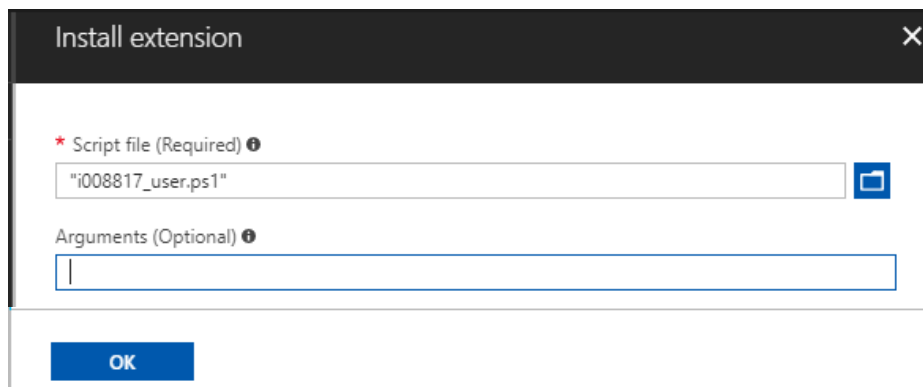 Install extension
* Script file (Required)
"i008817_user.ps1"
Arguments (Optional)
OK